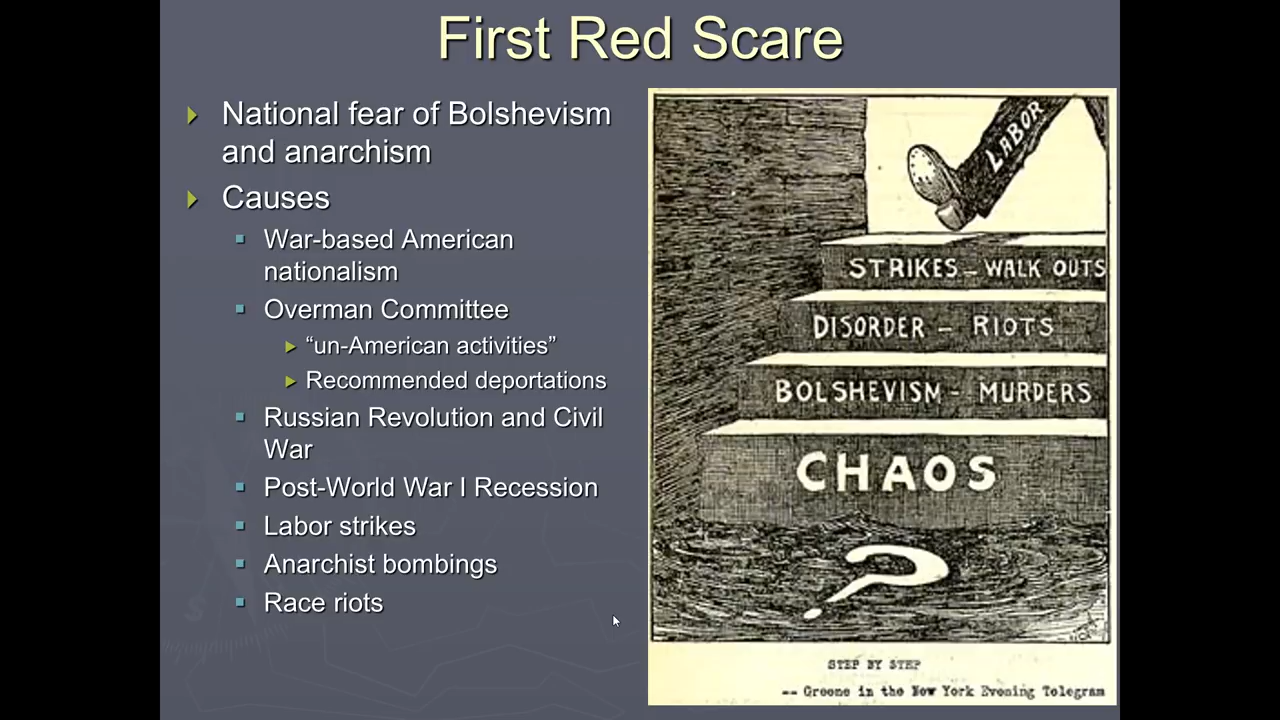 First Red Scare
National fear of Bolshevism
and anarchism
Causes
War-based American
nationalism
Overman Committee
“un-American activities”
Recommended deportations
Russian Revolution and Civil
War
Post-World War I Recession
Labor strikes
Anarchist bombings
Race riots
LABOR
STRIKES - WALK OUTS
DISORDER - RIOTS
BOLSHEVISM - MURDERS
CHAOS
?
STEP BY STEP
-- Greene in the New York Evening Telegram